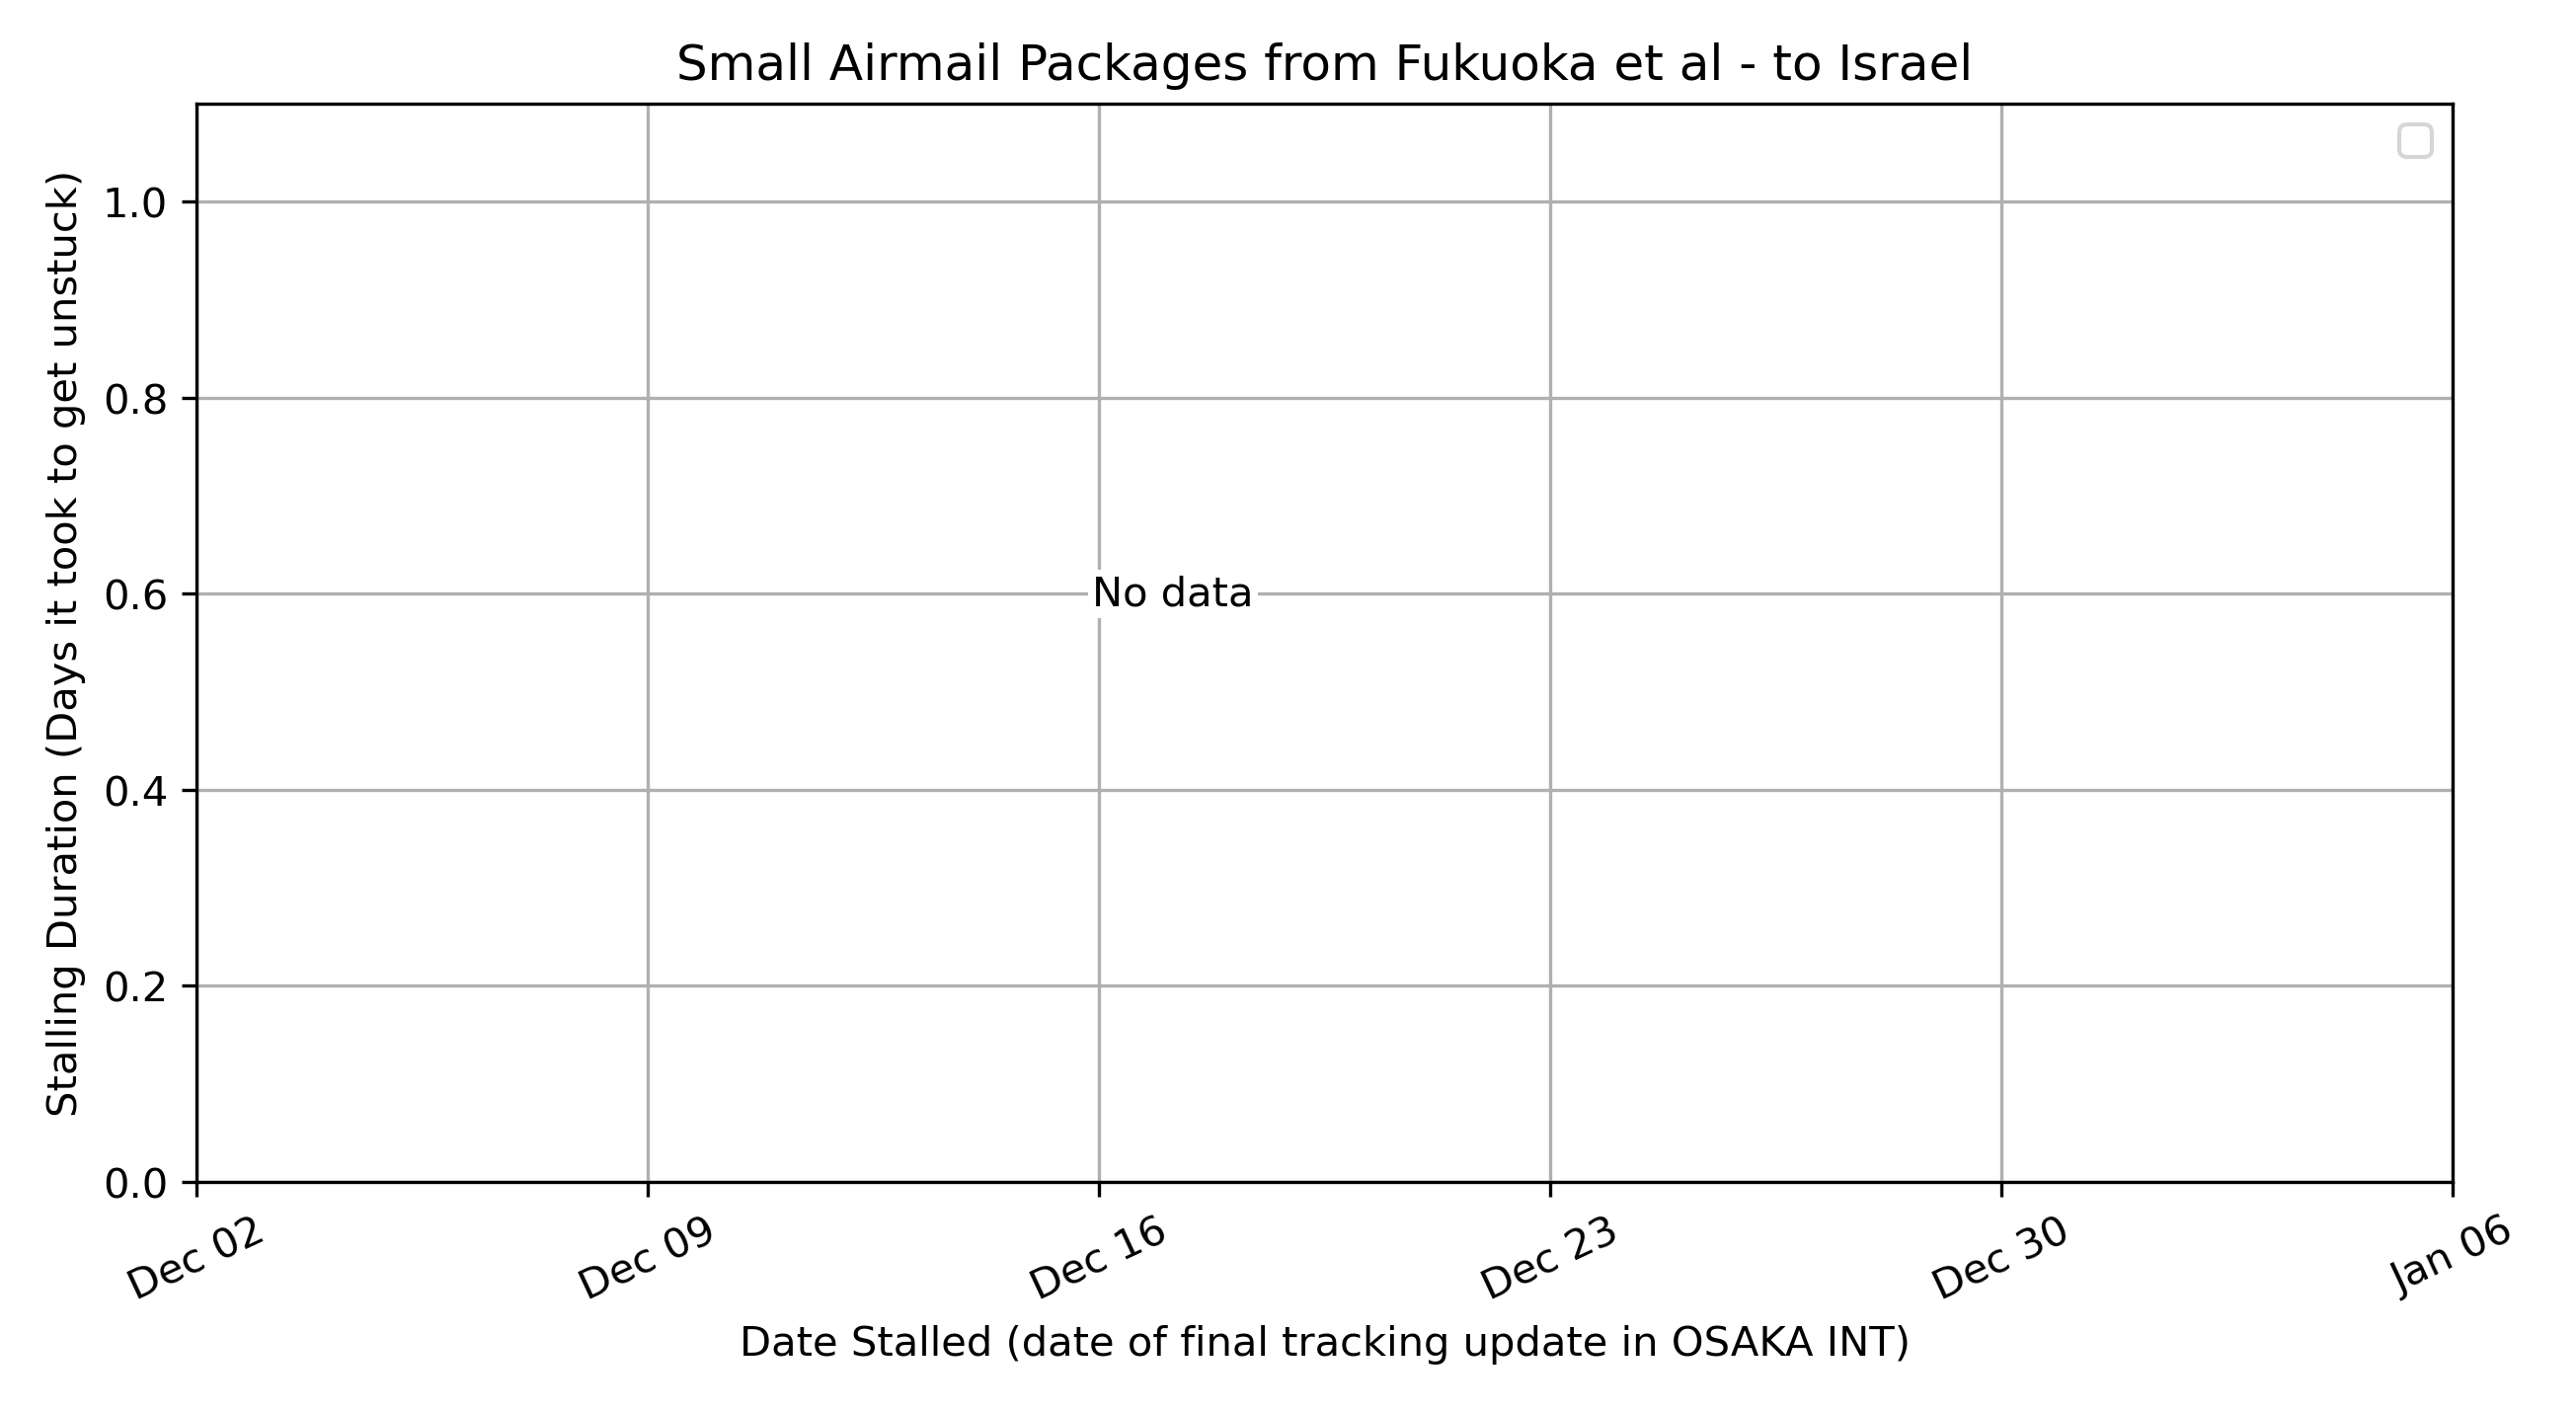 Small Airmail Packages from Fukuoka et al - to Israel
Stalling Duration (Days it took to get unstuck)
1.0
0.8
0.6
0.4
0.2
0.0
No data
Dec 02
Dec 09
Dec 16
Dec 23
Dec 30
Jan 06
Date Stalled (date of final tracking update in OSAKA INT)